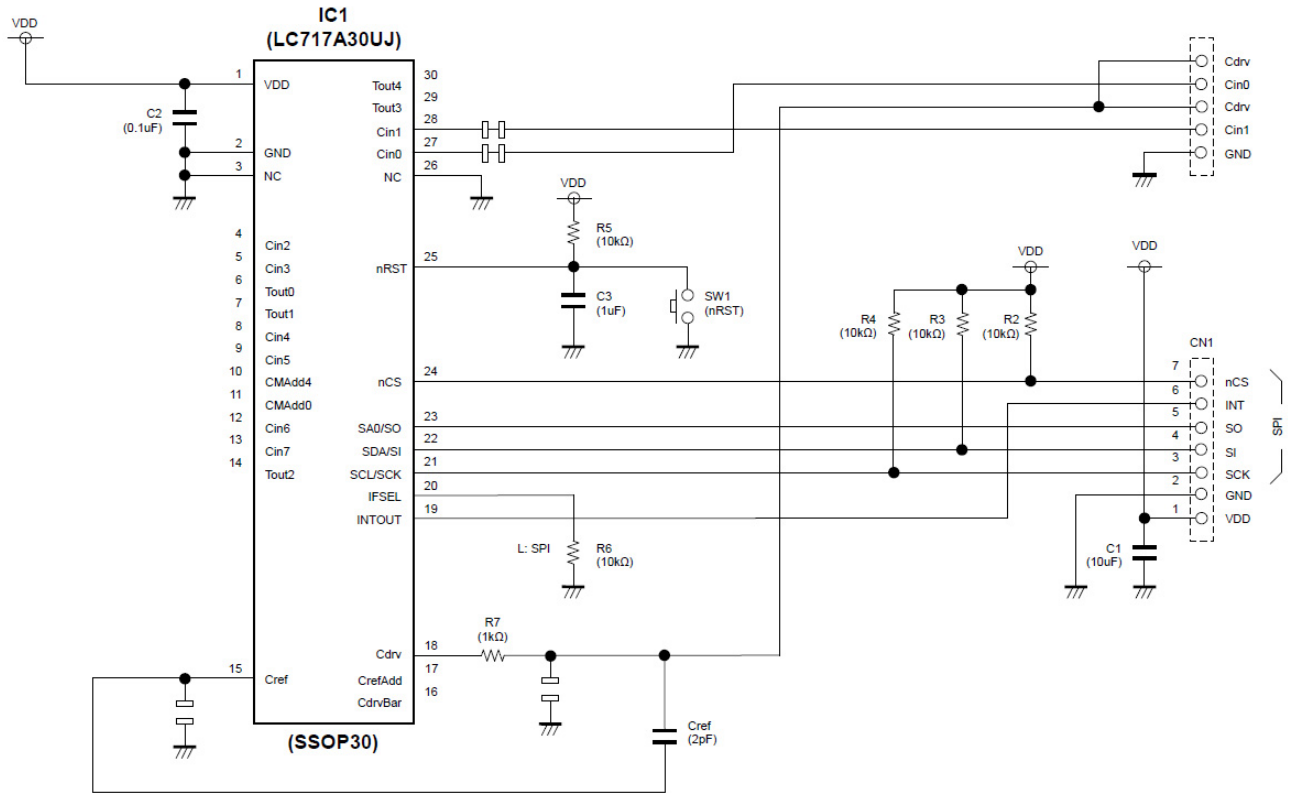 IC1
(LC717A30UJ)
VDD
1
VDD
C2
(0.1uF)
2
GND
3
NC
4
Cin2
5
Cin3
6
Tout0
7
Tout1
8
Cin4
9
Cin5
10
CMAdd4
11
CMAdd0
12
Cin6
13
Cin7
14
Tout2
15
Cref
30
Tout4
29
Tout3
28
Cin1
27
Cin0
26
NC
25
nRST
24
nCS
23
SA0/SO
22
SDA/SI
21
SCL/SCK
20
IFSEL
19
INTOUT
18
Cdrv
17
CrefAdd
16
CdrvBar
(SSOP30)
VDD
R5
(10kΩ)
C3
(1uF)
SW1
(nRST)
L: SPI
R6
(10kΩ)
R7
(1kΩ)
Cref
(2pF)
VDD
R4
(10kΩ)
R3
(10kΩ)
R2
(10kΩ)
VDD
Cdrv
Cin0
Cdrv
Cin1
GND
CN1
7
nCS
6
INT
5
SO
4
SI
3
SCK
2
GND
1
VDD
SPI
C1
(10uF)